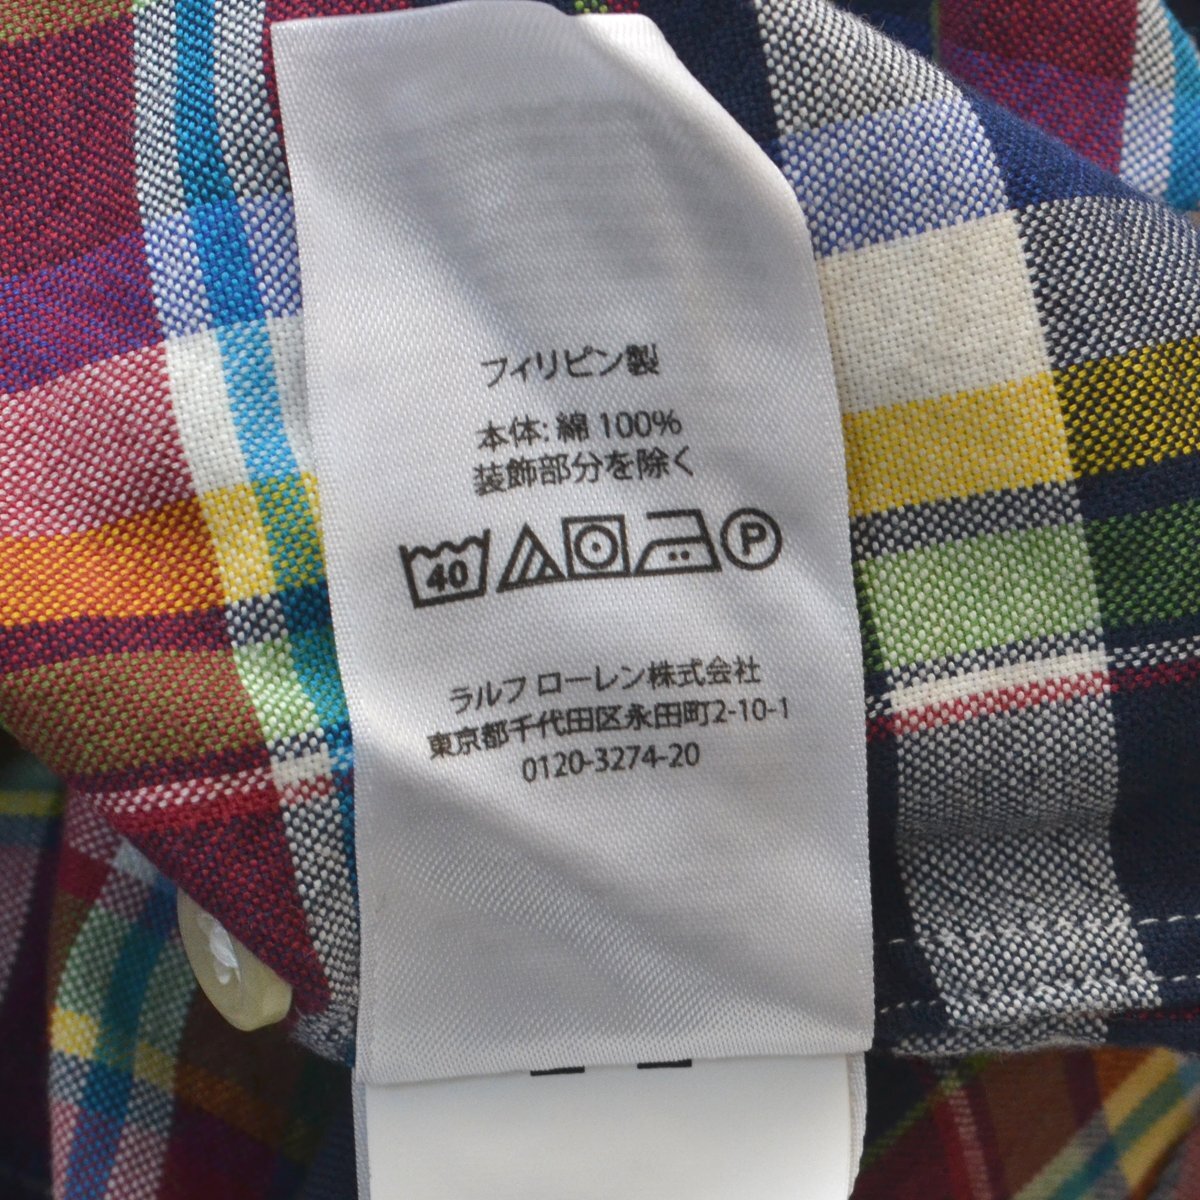 フィリピン製
本体: 綿 100%
装飾部分を除く
40 P
ラルフ ローレン株式会社
東京都千代田区永田町2-10-1
0120-3274-20